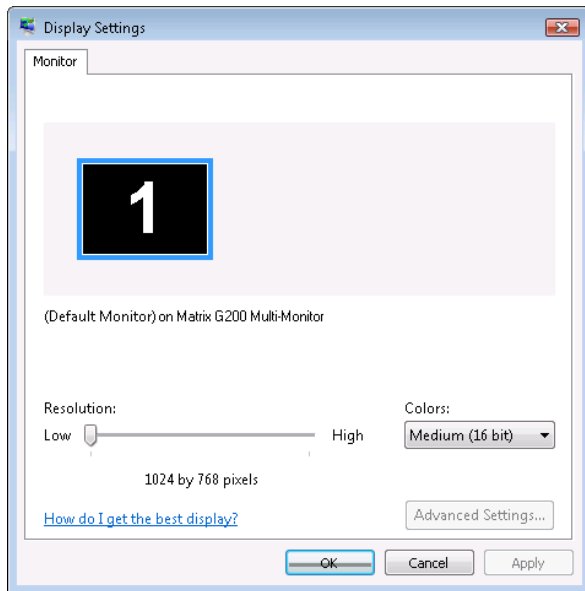 Display Settings
Monitor
1
(Default Monitor) on Matrix G200 Multi-Monitor
Resolution:
Colors:
Low
High
Medium (16 bit)
1024 by 768 pixels
How do I get the best display?
Advanced Settings...
OK
Cancel
Apply